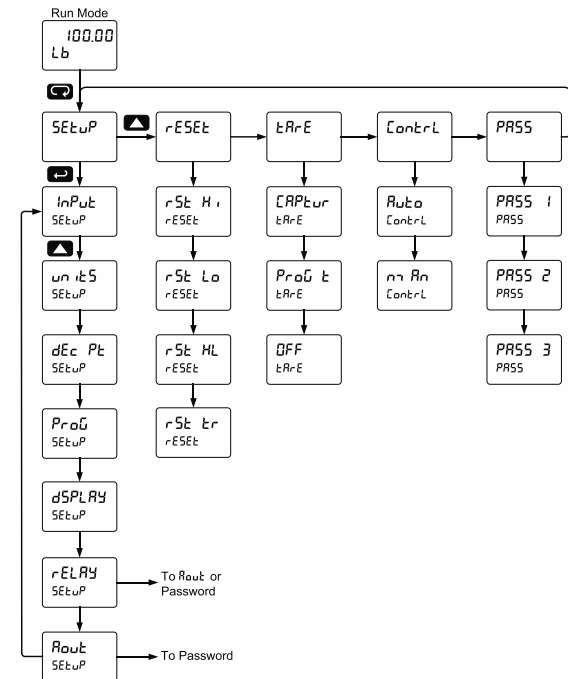 Run Mode
100.00
Lb
SEtuP
rESEt
tArE
ContrL
PASS
InPut
SEtuP
rSt Hi
rESEt
CAPtur
tArE
Auto
ContrL
PASS 1
PASS
unitS
SEtuP
rSt Lo
rESEt
ProG t
tArE
mAn
ContrL
PASS 2
PASS
dEc Pt
SEtuP
rSt HL
rESEt
OFF
tArE
PASS 3
PASS
ProG
SEtuP
rSt tr
rESEt
dSPLAY
SEtuP
rELAY
SEtuP
To Aout or
Password
Aout
SEtuP
To Password